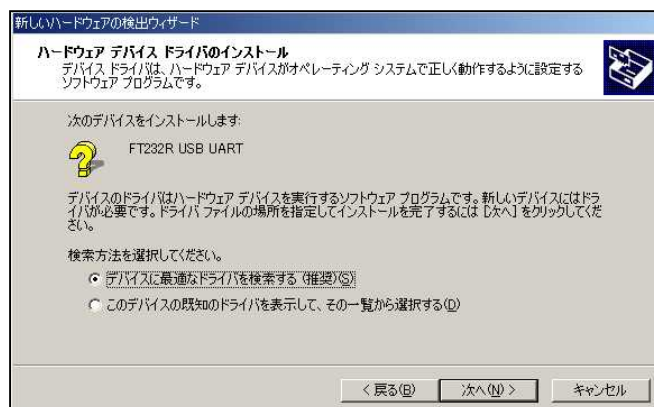 新しいハードウェアの検出ウィザード
ハードウェア デバイス ドライバのインストール
デバイス ドライバは、ハードウェア デバイスがオペレーティング システムで正しく動作するように設定する
ソフトウェア プログラムです。
次のデバイスをインストールします:
FT232R USB UART
デバイスのドライバはハードウェア デバイスを実行するソフトウェア プログラムです。新しいデバイスにはドラ
イバが必要です。ドライバ ファイルの場所を指定してインストールを完了するには [次へ] をクリックしてくだ
さい。
検索方法を選択してください。
デバイスに最適なドライバを検索する (推奨)(S)
このデバイスの既知のドライバを表示して、その一覧から選択する(D)
< 戻る(B) 次へ(N) > キャンセル